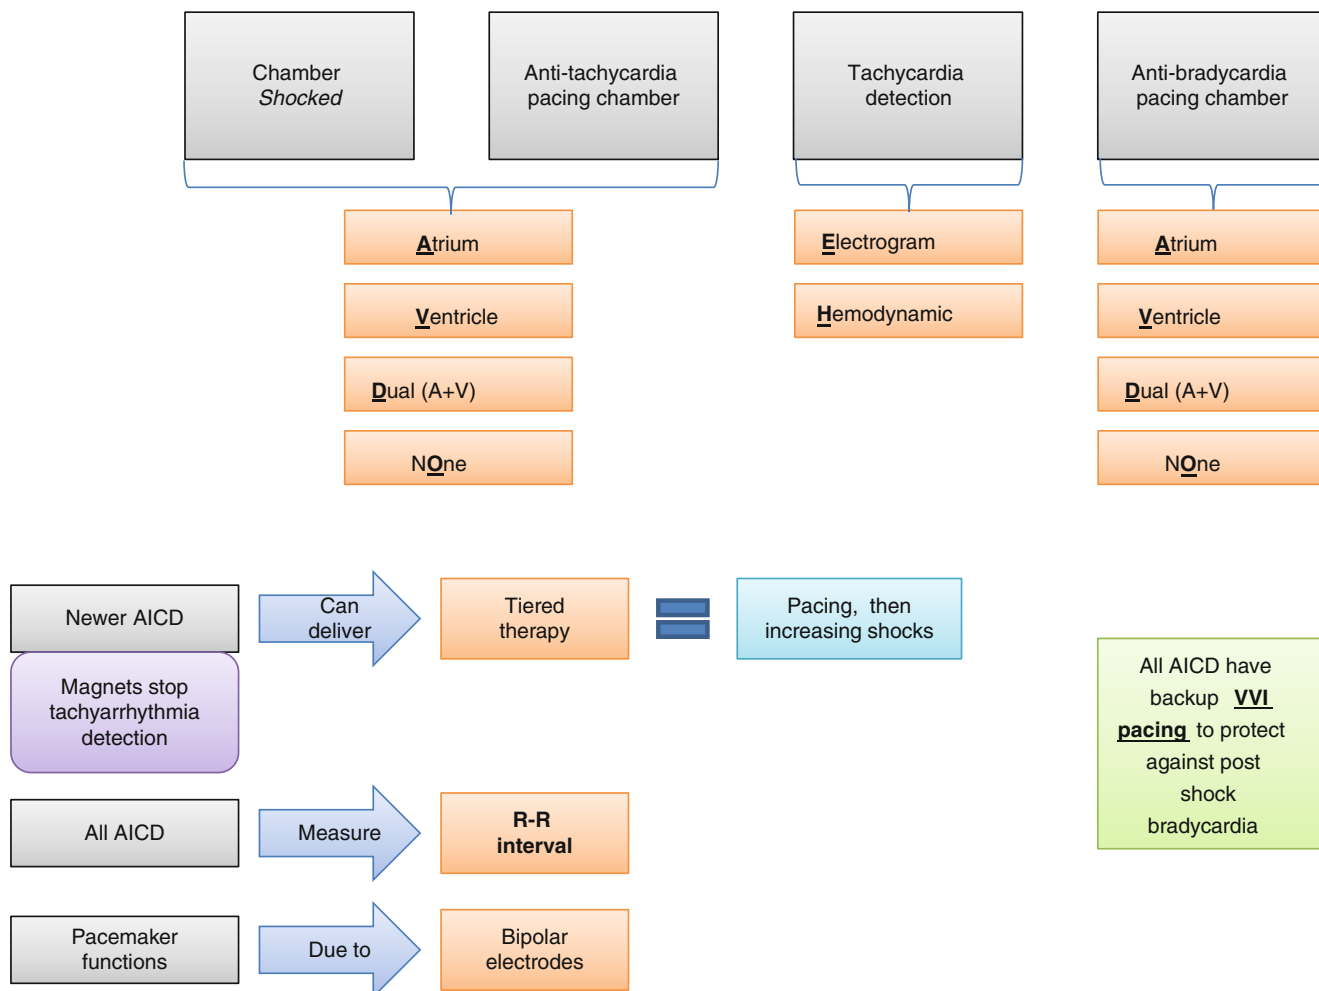 Chamber
Shocked
Anti-tachycardia
pacing chamber
Tachycardia
detection
Anti-bradycardia
pacing chamber
Atrium
Ventricle
Dual (A+V)
NOne
Electrogram
Hemodynamic
Atrium
Ventricle
Dual (A+V)
NOne
Newer AICD
Can
deliver
Tiered
therapy
Pacing, then
increasing shocks
Magnets stop
tachyarrhythmia
detection
All AICD
Measure
R-R
interval
Pacemaker
functions
Due to
Bipolar
electrodes
All AICD have
backup VVI
pacing to protect
against post
shock
bradycardia